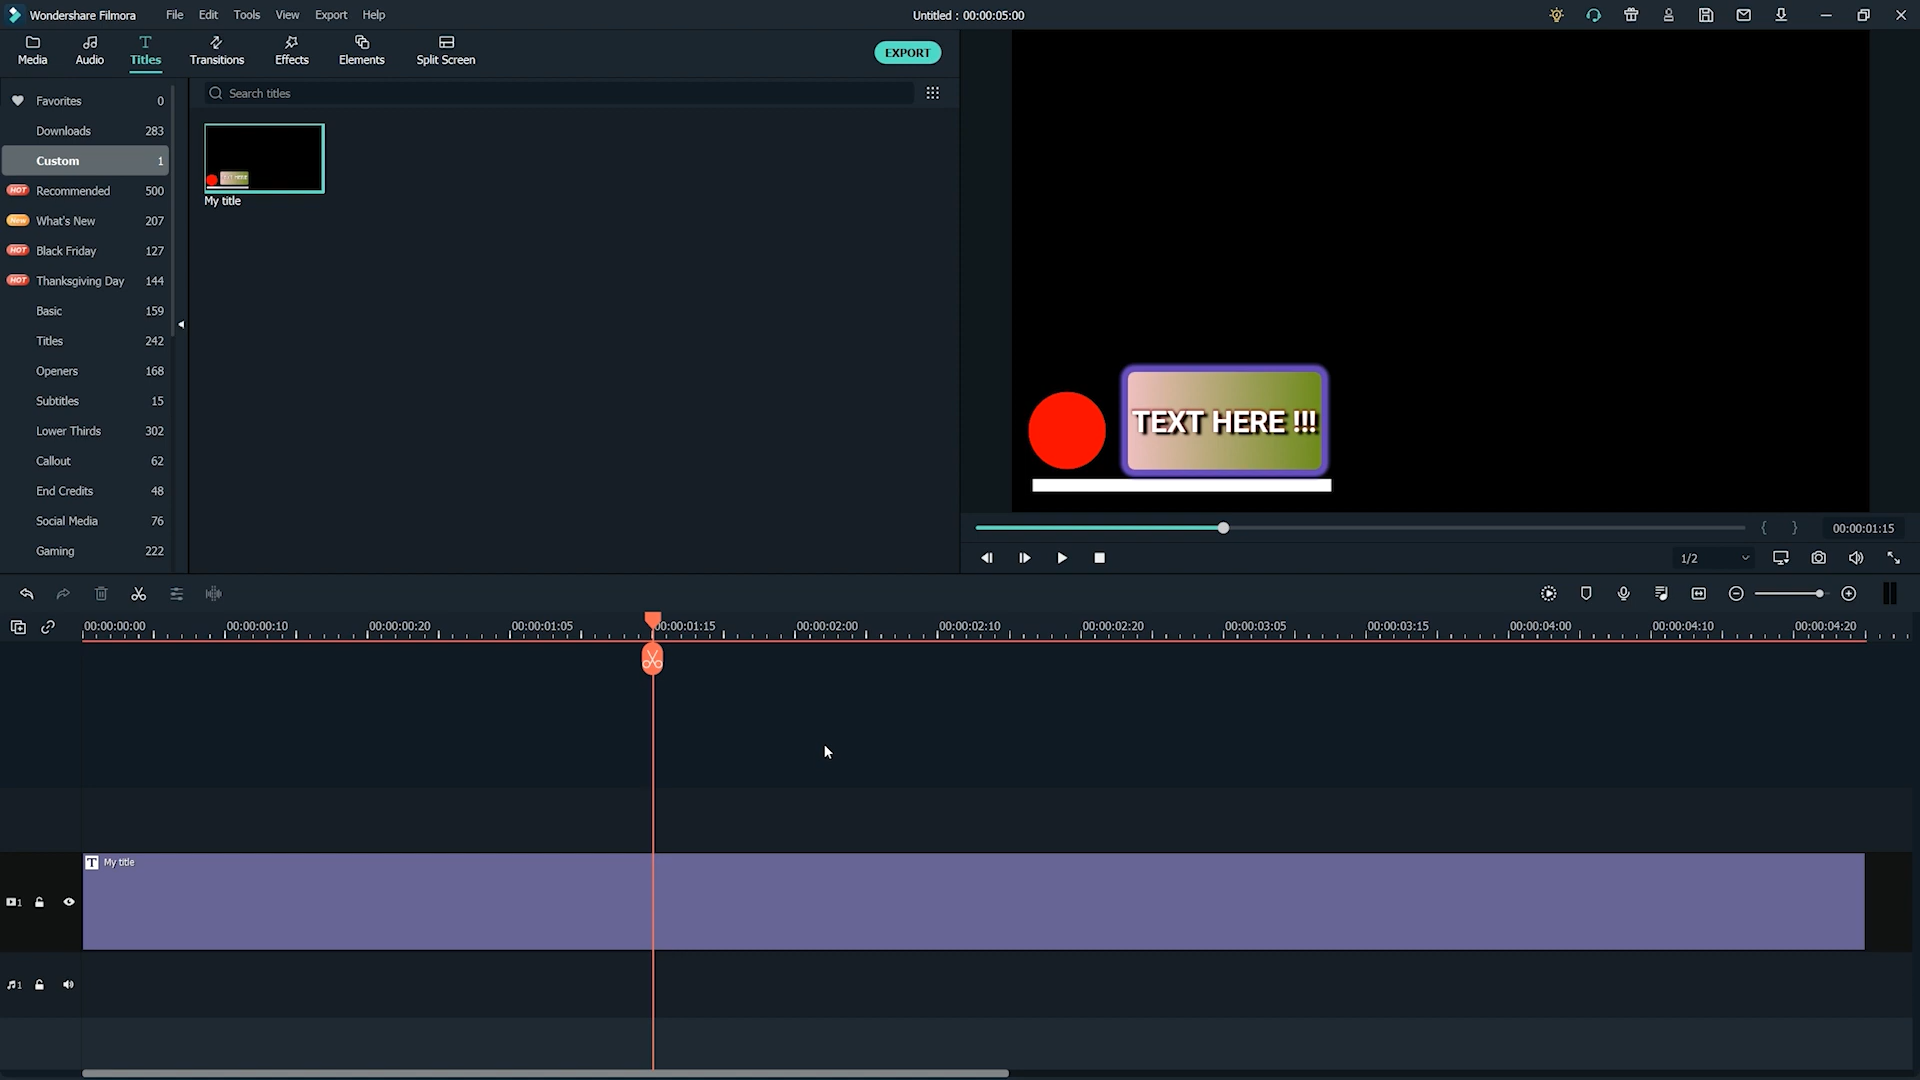 Wondershare Filmora File Edit Tools View Export Help Untitled : 00:00:05:00
Media Audio Titles Transitions Effects Elements Split Screen EXPORT
Search titles
Favorites 0
Downloads 283
Custom 1
HOT Recommended 500
New What's New 207
HOT Black Friday 127
HOT Thanksgiving Day 144
Basic 159
Titles 242
Openers 168
Subtitles 15
Lower Thirds 302
Callout 62
End Credits 48
Social Media 76
Gaming 222
My title
TEXT HERE !!!
00:00:01:15
1/2
00:00:00:00 00:00:00:10 00:00:00:20 00:00:01:05 00:00:01:15 00:00:02:00 00:00:02:10 00:00:02:20 00:00:03:05 00:00:03:15 00:00:04:00 00:00:04:10 00:00:04:20
T My title
1
1